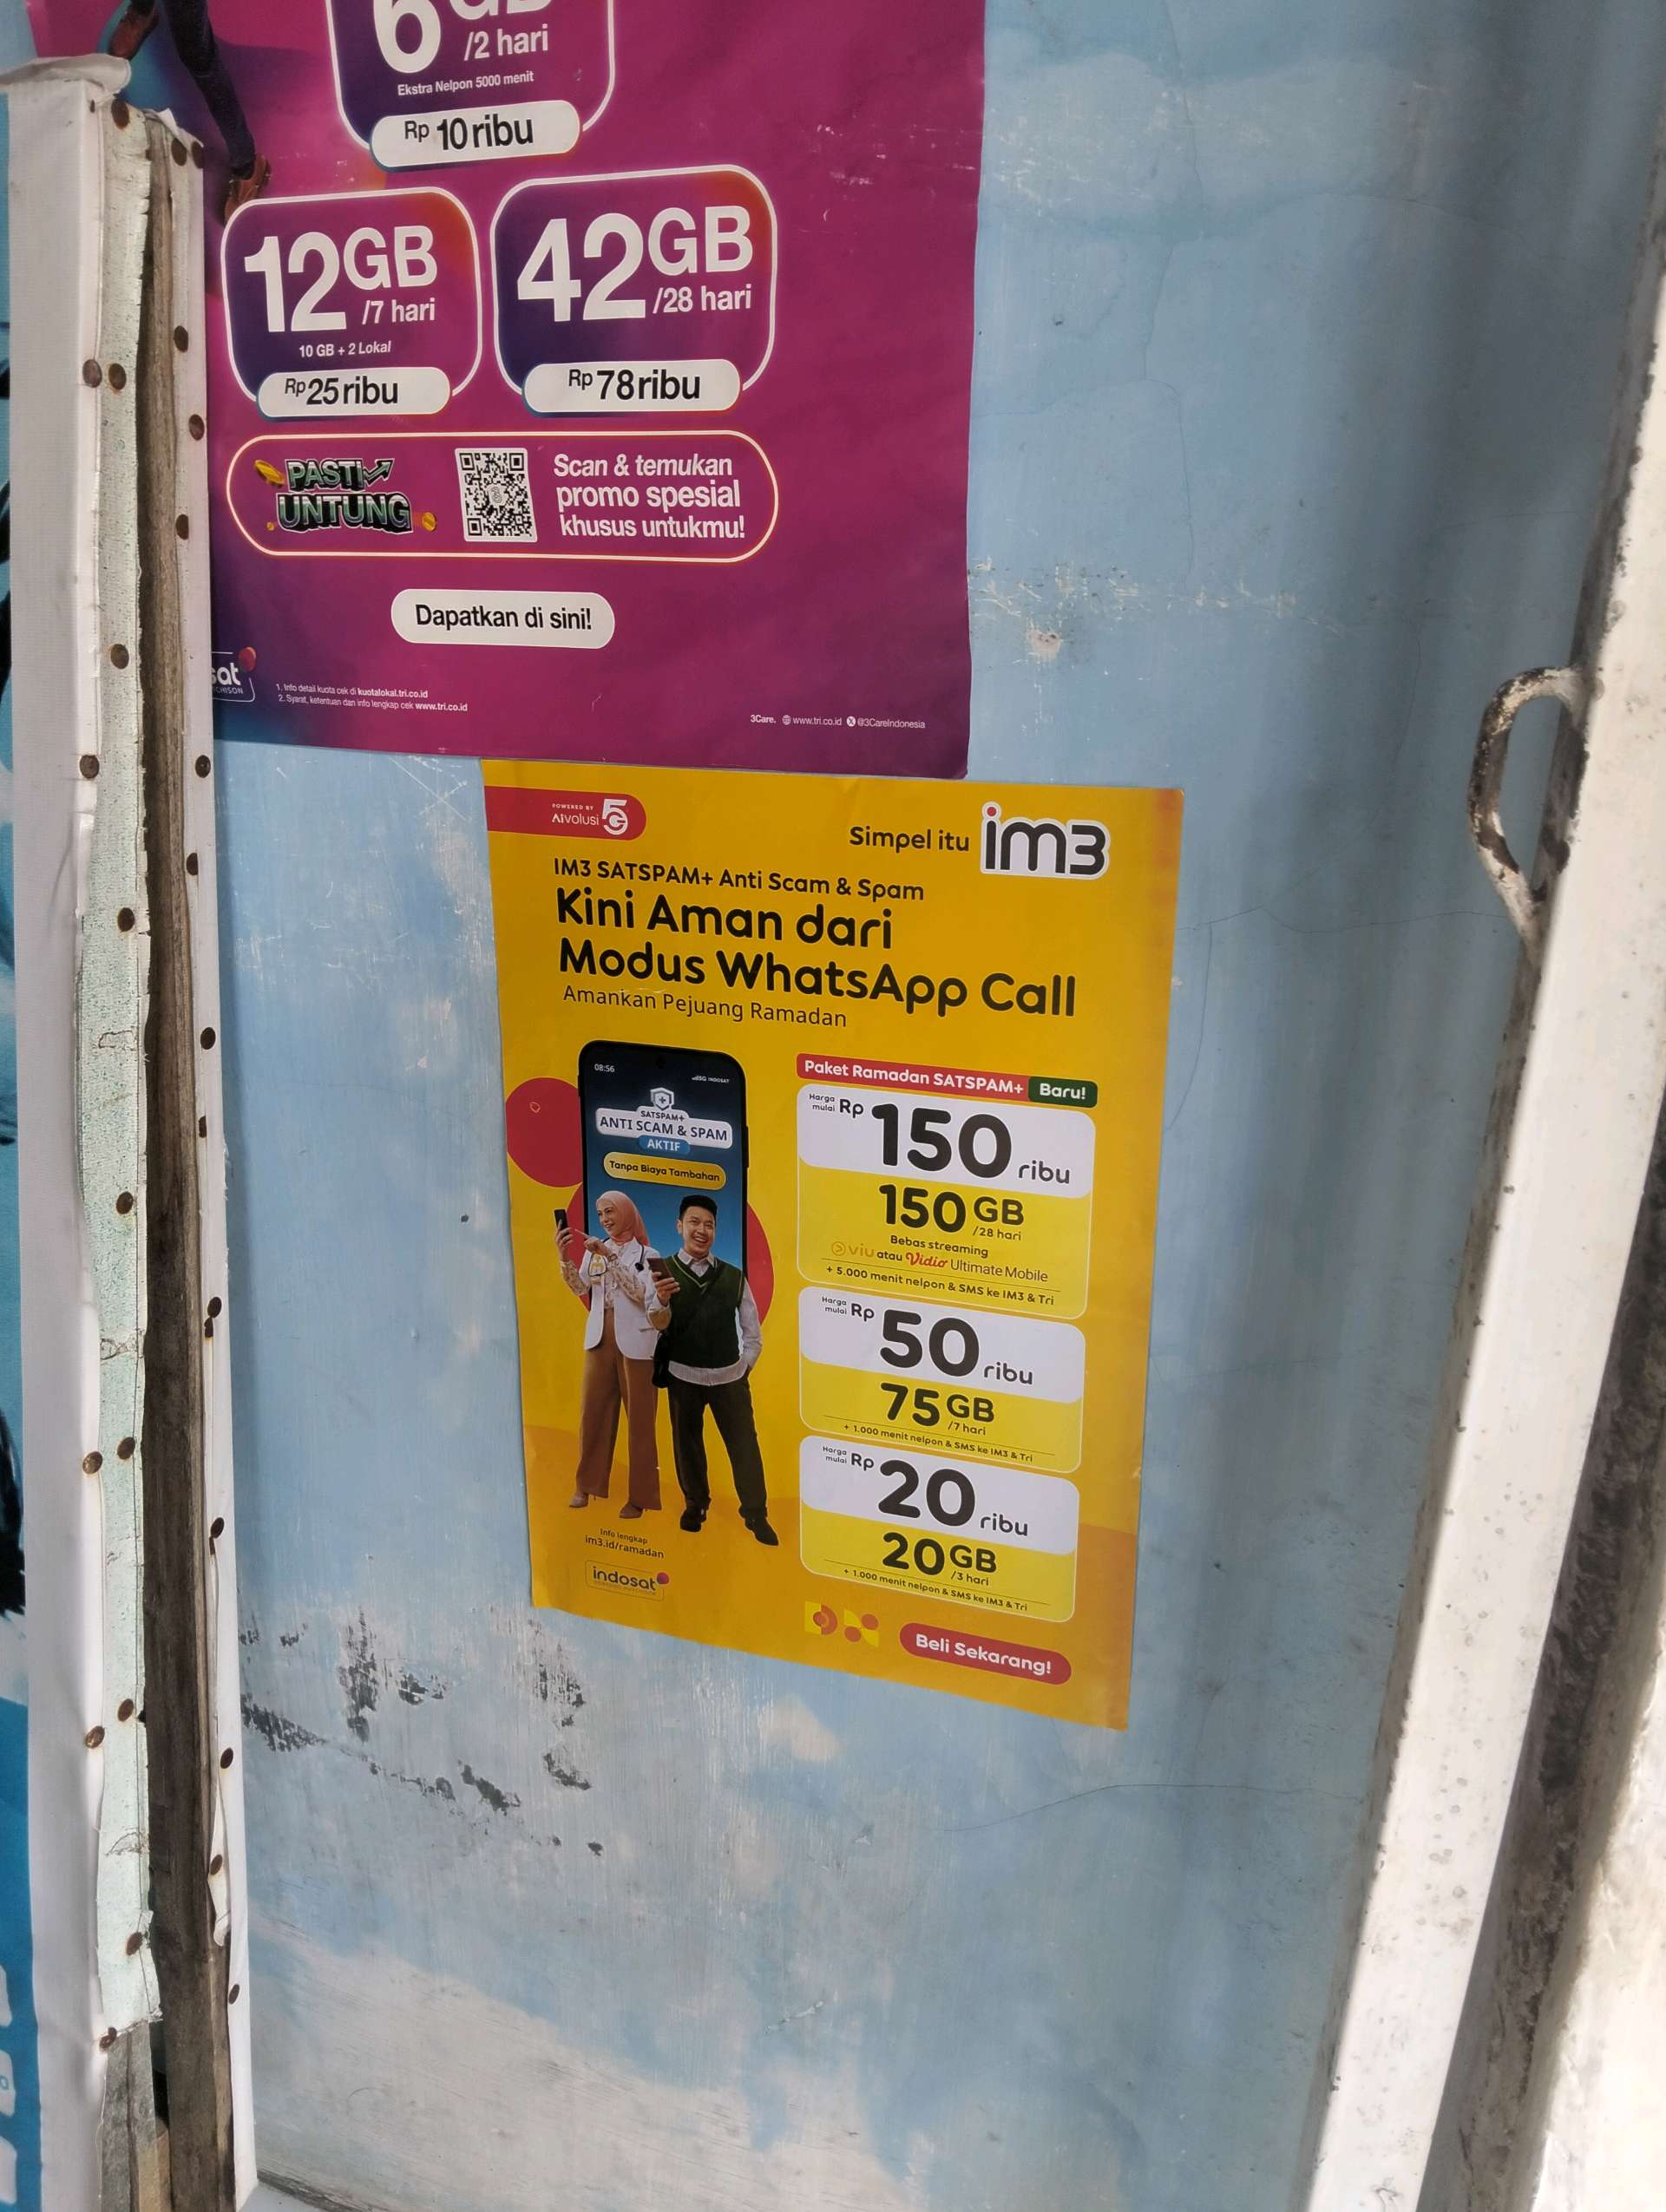 6GB
/2 hari
Ekstra Nelpon 5000 menit
Rp 10 ribu
12GB
/7 hari
10 GB + 2 Lokal
Rp25 ribu
42GB
/28 hari
Rp78 ribu
PASTI
UNTUNG
Scan & temukan
promo spesial
khusus untukmu!
Dapatkan di sini!
sat
1. Info detail kuota cek di kuotalokal.tri.co.id
2. Syarat, ketentuan dan info lengkap cek www.tri.co.id
3Care. www.tri.co.id @3CareIndonesia
POWERED BY
AIvolusi 5G
Simpel itu im3
IM3 SATSPAM+ Anti Scam & Spam
Kini Aman dari
Modus WhatsApp Call
Amankan Pejuang Ramadan
08:56
5G INDOSAT
SATSPAM+
ANTI SCAM & SPAM
AKTIF
Tanpa Biaya Tambahan
Paket Ramadan SATSPAM+ Baru!
Harga mulai Rp 150 ribu
150 GB
/28 hari
Bebas streaming
viu atau Vidio Ultimate Mobile
+ 5.000 menit nelpon & SMS ke IM3 & Tri
Harga mulai Rp 50 ribu
75 GB
/7 hari
+ 1.000 menit nelpon & SMS ke IM3 & Tri
Harga mulai Rp 20 ribu
20 GB
/3 hari
+ 1.000 menit nelpon & SMS ke IM3 & Tri
Info lengkap
im3.id/ramadan
indosat
Beli Sekarang!